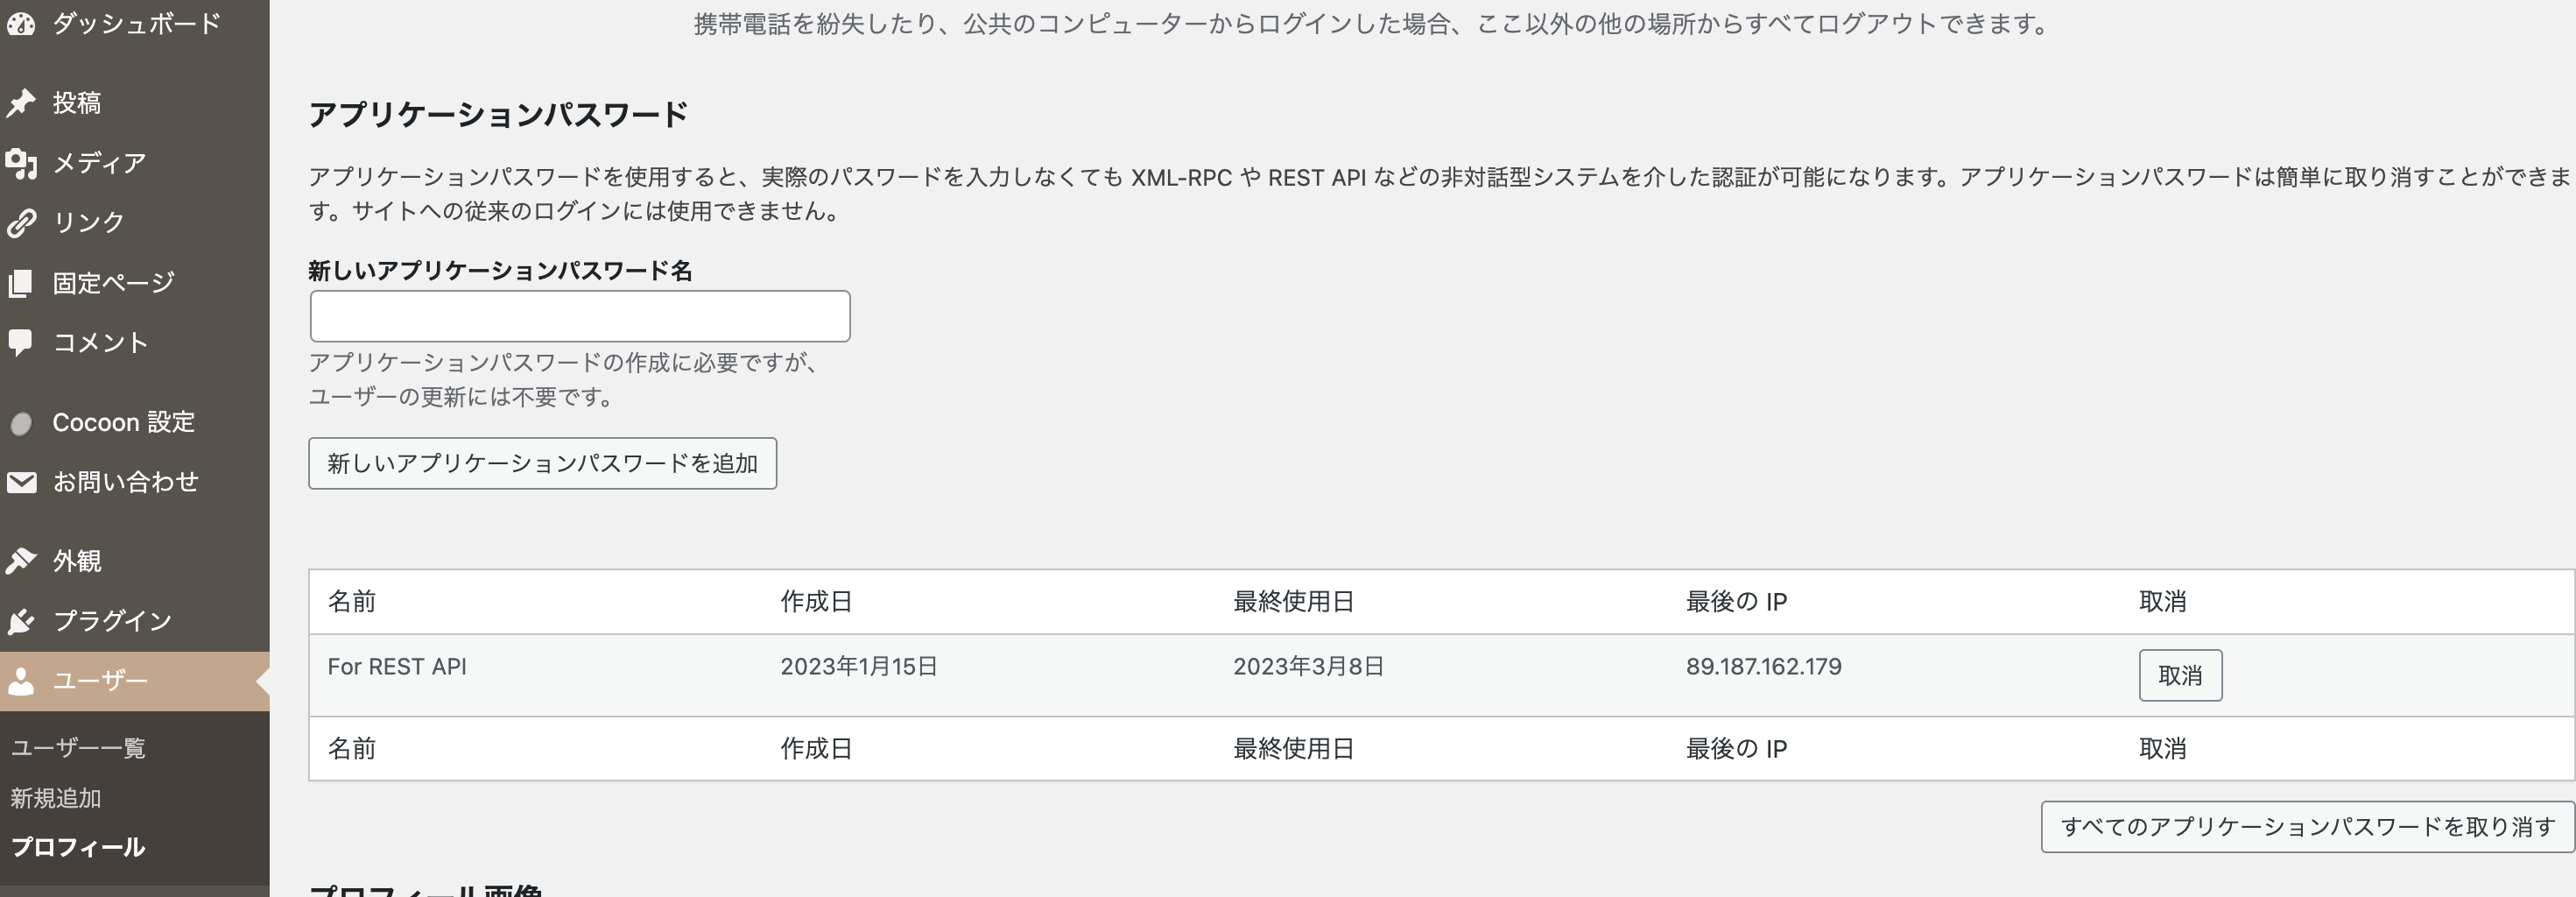 ダッシュボード
投稿
メディア
リンク
固定ページ
コメント
Cocoon 設定
お問い合わせ
外観
プラグイン
ユーザー
ユーザー一覧
新規追加
プロフィール
携帯電話を紛失したり、公共のコンピューターからログインした場合、ここ以外の他の場所からすべてログアウトできます。
アプリケーションパスワード
アプリケーションパスワードを使用すると、実際のパスワードを入力しなくても XML-RPC や REST API などの非対話型システムを介した認証が可能になります。アプリケーションパスワードは簡単に取り消すことができま
す。サイトへの従来のログインには使用できません。
新しいアプリケーションパスワード名
アプリケーションパスワードの作成に必要ですが、
ユーザーの更新には不要です。
新しいアプリケーションパスワードを追加
名前 作成日 最終使用日 最後の IP 取消
For REST API 2023年1月15日 2023年3月8日 89.187.162.179 取消
名前 作成日 最終使用日 最後の IP 取消
すべてのアプリケーションパスワードを取り消す
プロフィール画像